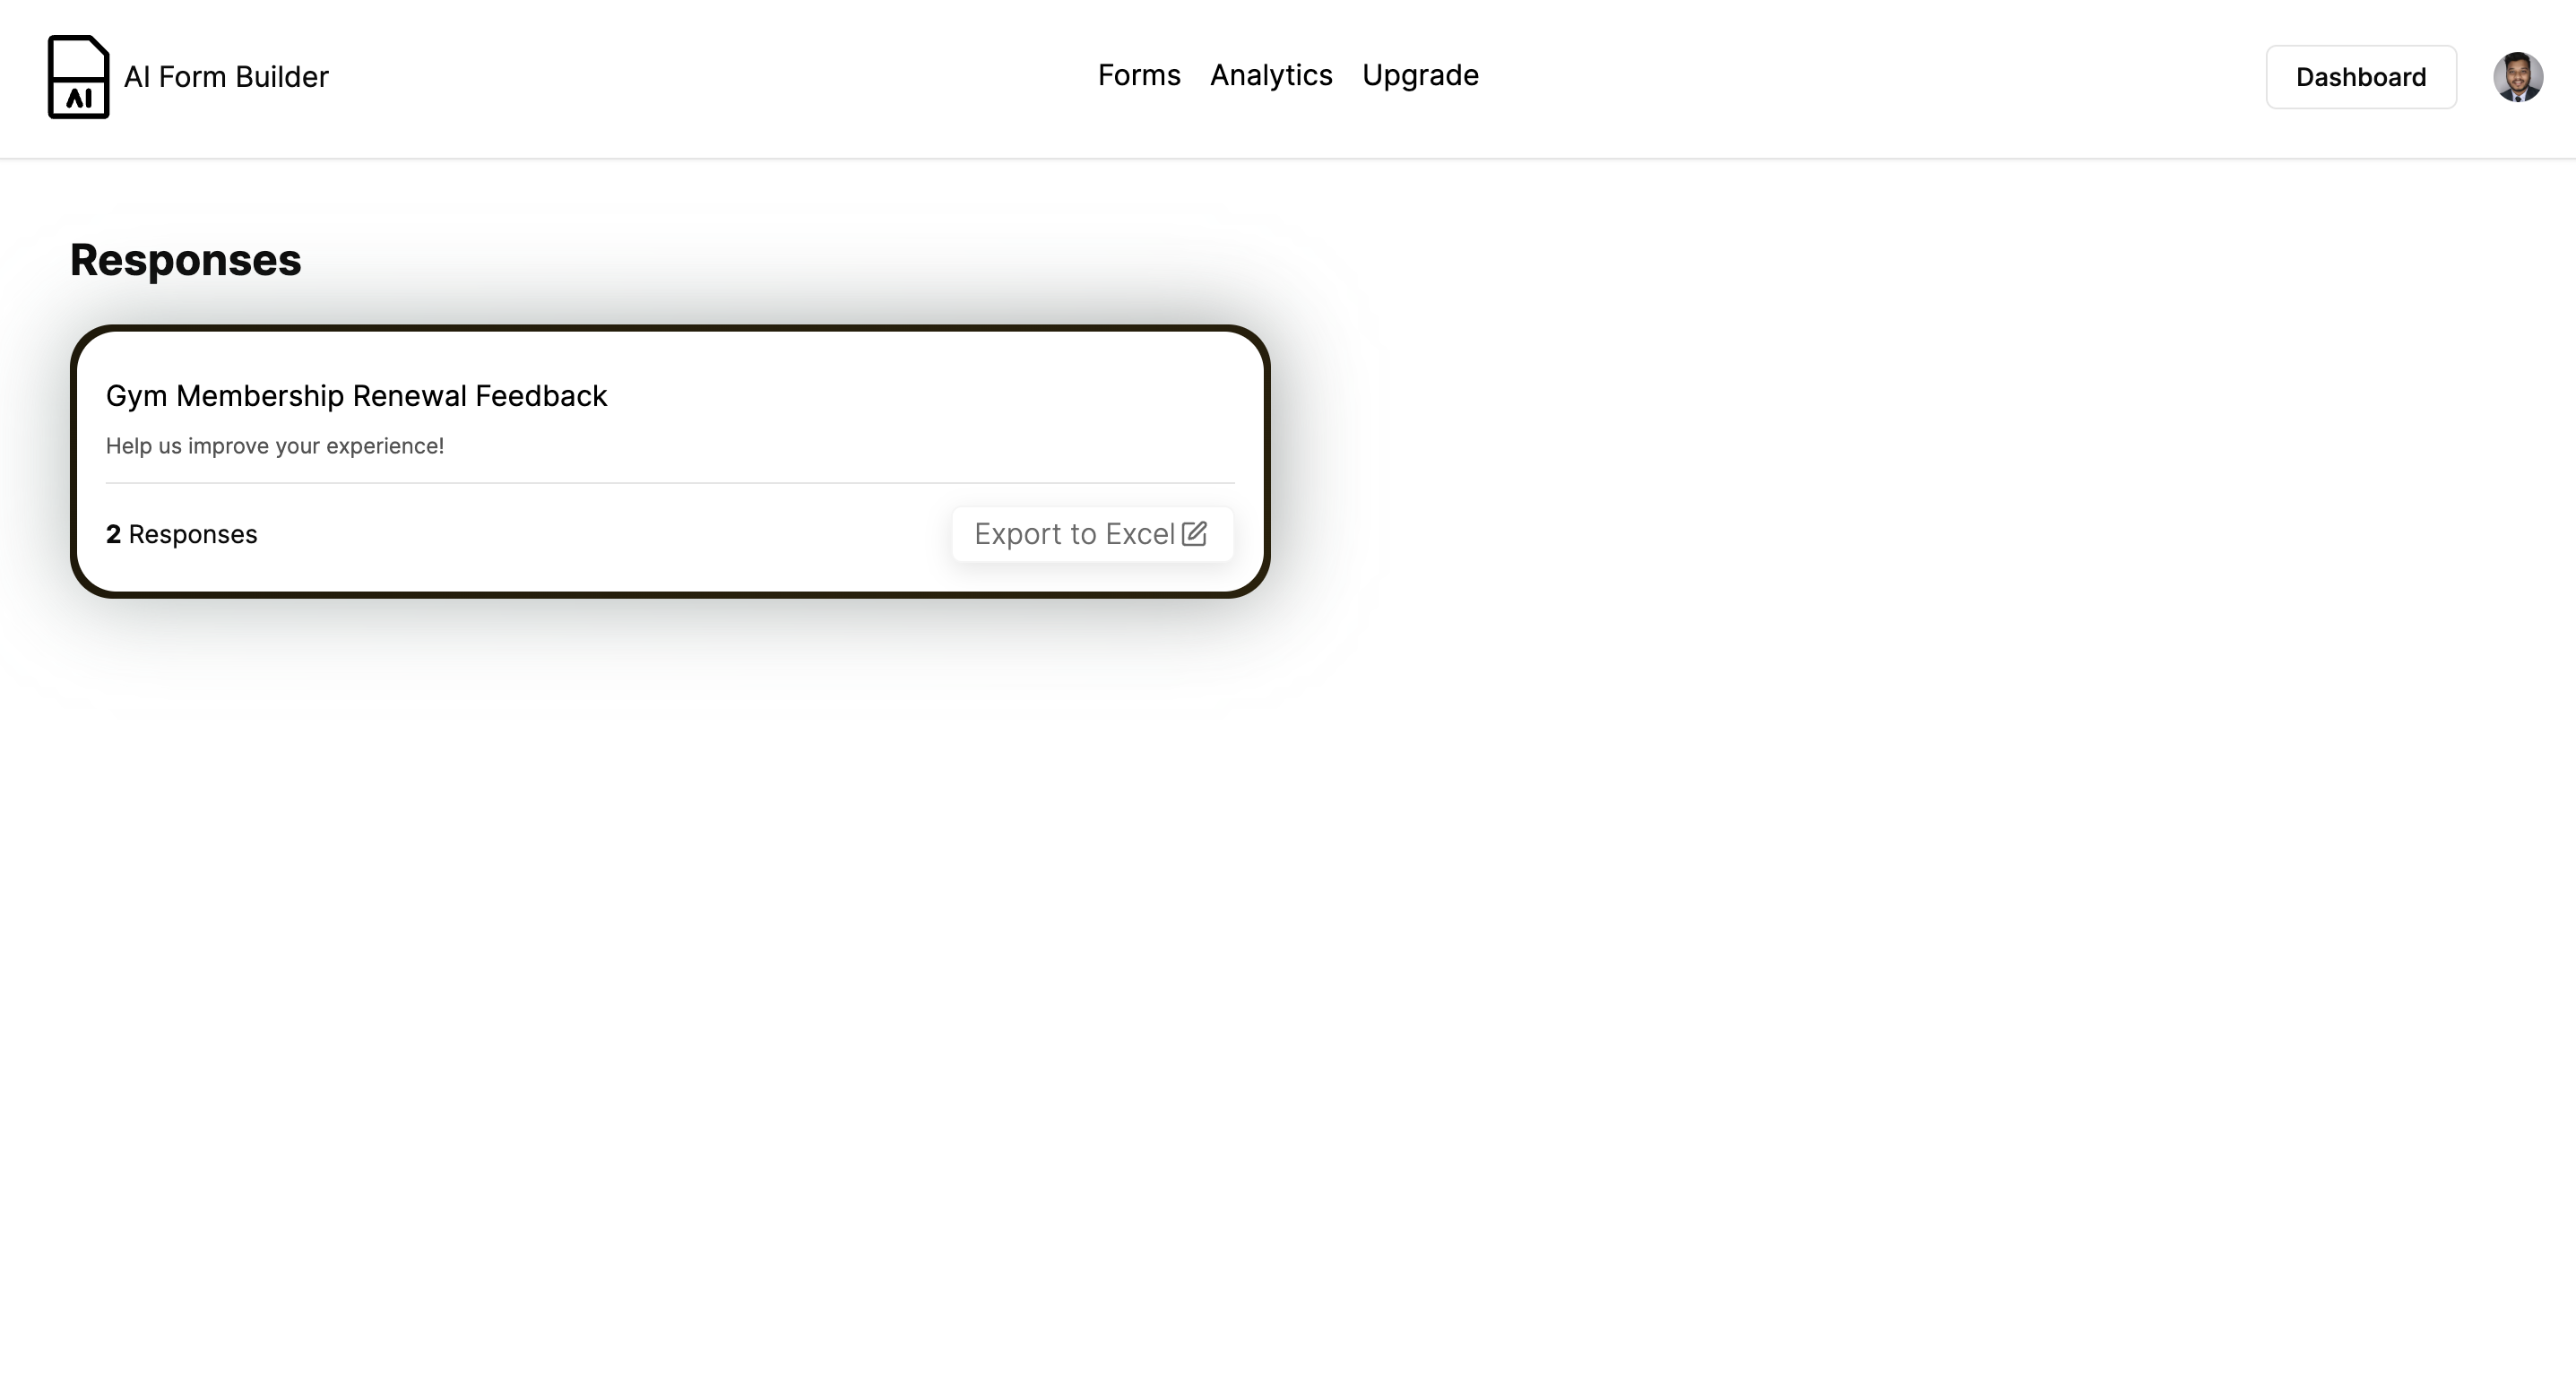 AI
AI Form Builder
Forms
Analytics
Upgrade
Dashboard
Responses
Gym Membership Renewal Feedback
Help us improve your experience!
2 Responses
Export to Excel